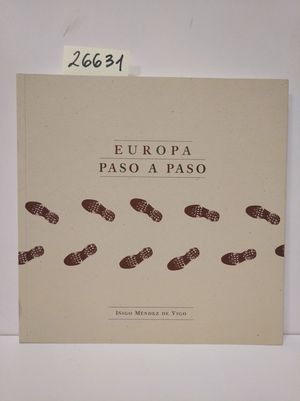 26631
EUROPA
PASO A PASO
IÑIGO MÉNDEZ DE VIGO